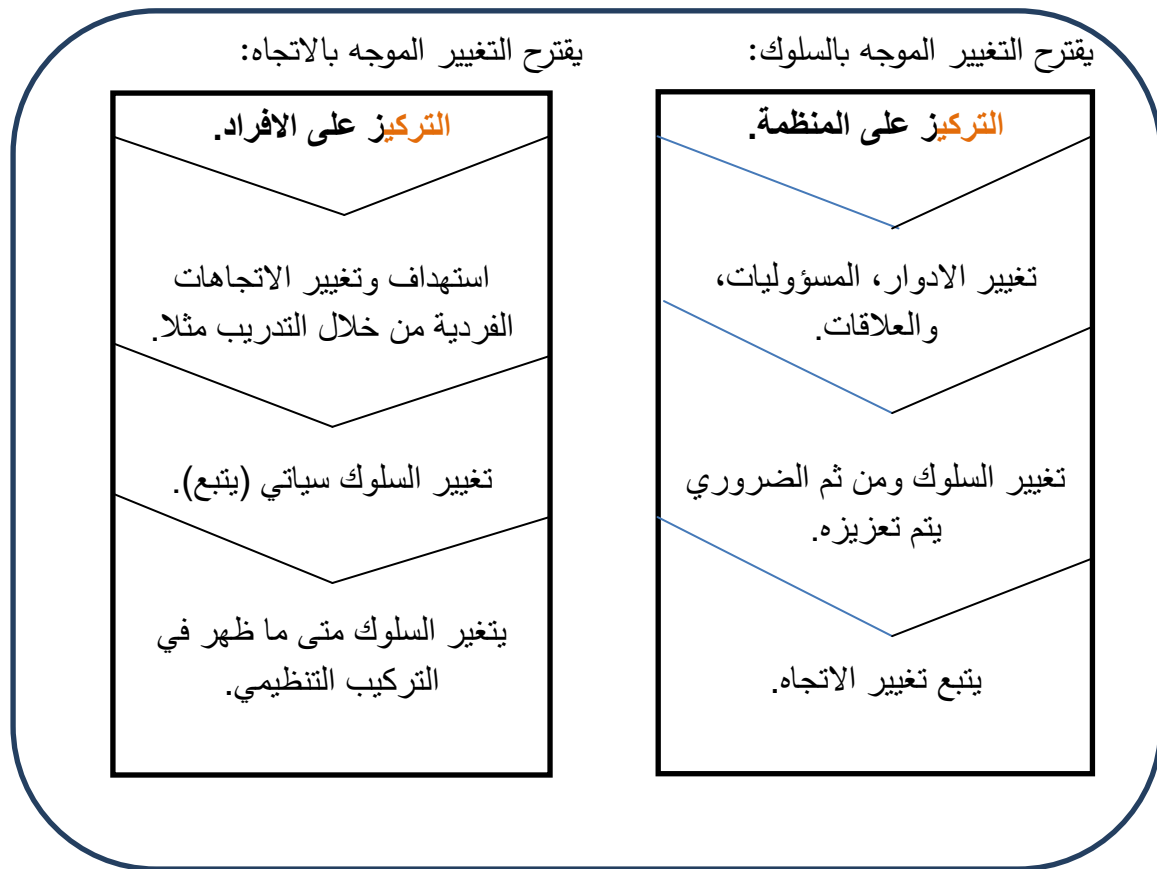 يقترح التغيير الموجه بالسلوك:
التركيز على المنظمة.
تغيير الادوار، المسؤوليات،
والعلاقات.
تغيير السلوك ومن ثم الضروري
يتم تعزيزه.
يتبع تغيير الاتجاه.
يقترح التغيير الموجه بالاتجاه:
التركيز على الافراد.
استهداف وتغيير الاتجاهات
الفردية من خلال التدريب مثلا.
تغيير السلوك سياتي (يتبع).
يتغير السلوك متى ما ظهر في
التركيب التنظيمي.